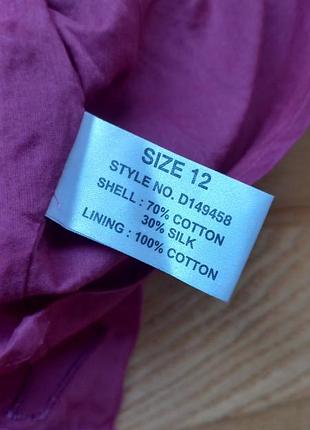 SIZE 12
STYLE NO. D149458
SHELL : 70% COTTON
30% SILK
LINING : 100% COTTON